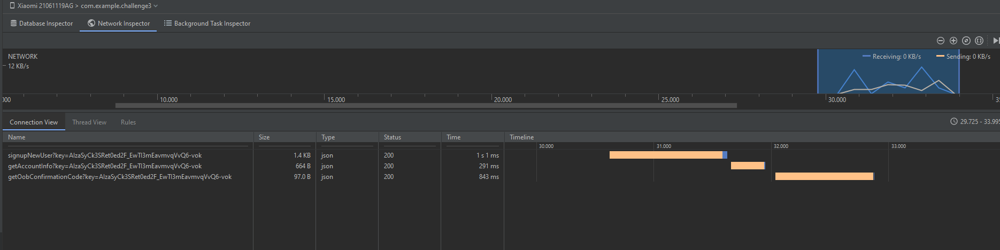 Xiaomi 21061119AG > com.example.challenge3
Database Inspector Network Inspector Background Task Inspector
NETWORK Receiving: 0 KB/s Sending: 0 KB/s
12 KB/s
000 10.000 15.000 20.000 25.000 30.000 35
Connection View Thread View Rules 29.725 - 33.995
Name Size Type Status Time Timeline
30.000 31.000 32.000 33.000
signupNewUser?key=AIzaSyCk3SRet0ed2F_EwTl3mEavmvqVvQ6-vok 1.4 KB json 200 1 s 1 ms
getAccountInfo?key=AIzaSyCk3SRet0ed2F_EwTl3mEavmvqVvQ6-vok 664 B json 200 291 ms
getOobConfirmationCode?key=AIzaSyCk3SRet0ed2F_EwTl3mEavmvqVvQ6-vok 97.0 B json 200 843 ms